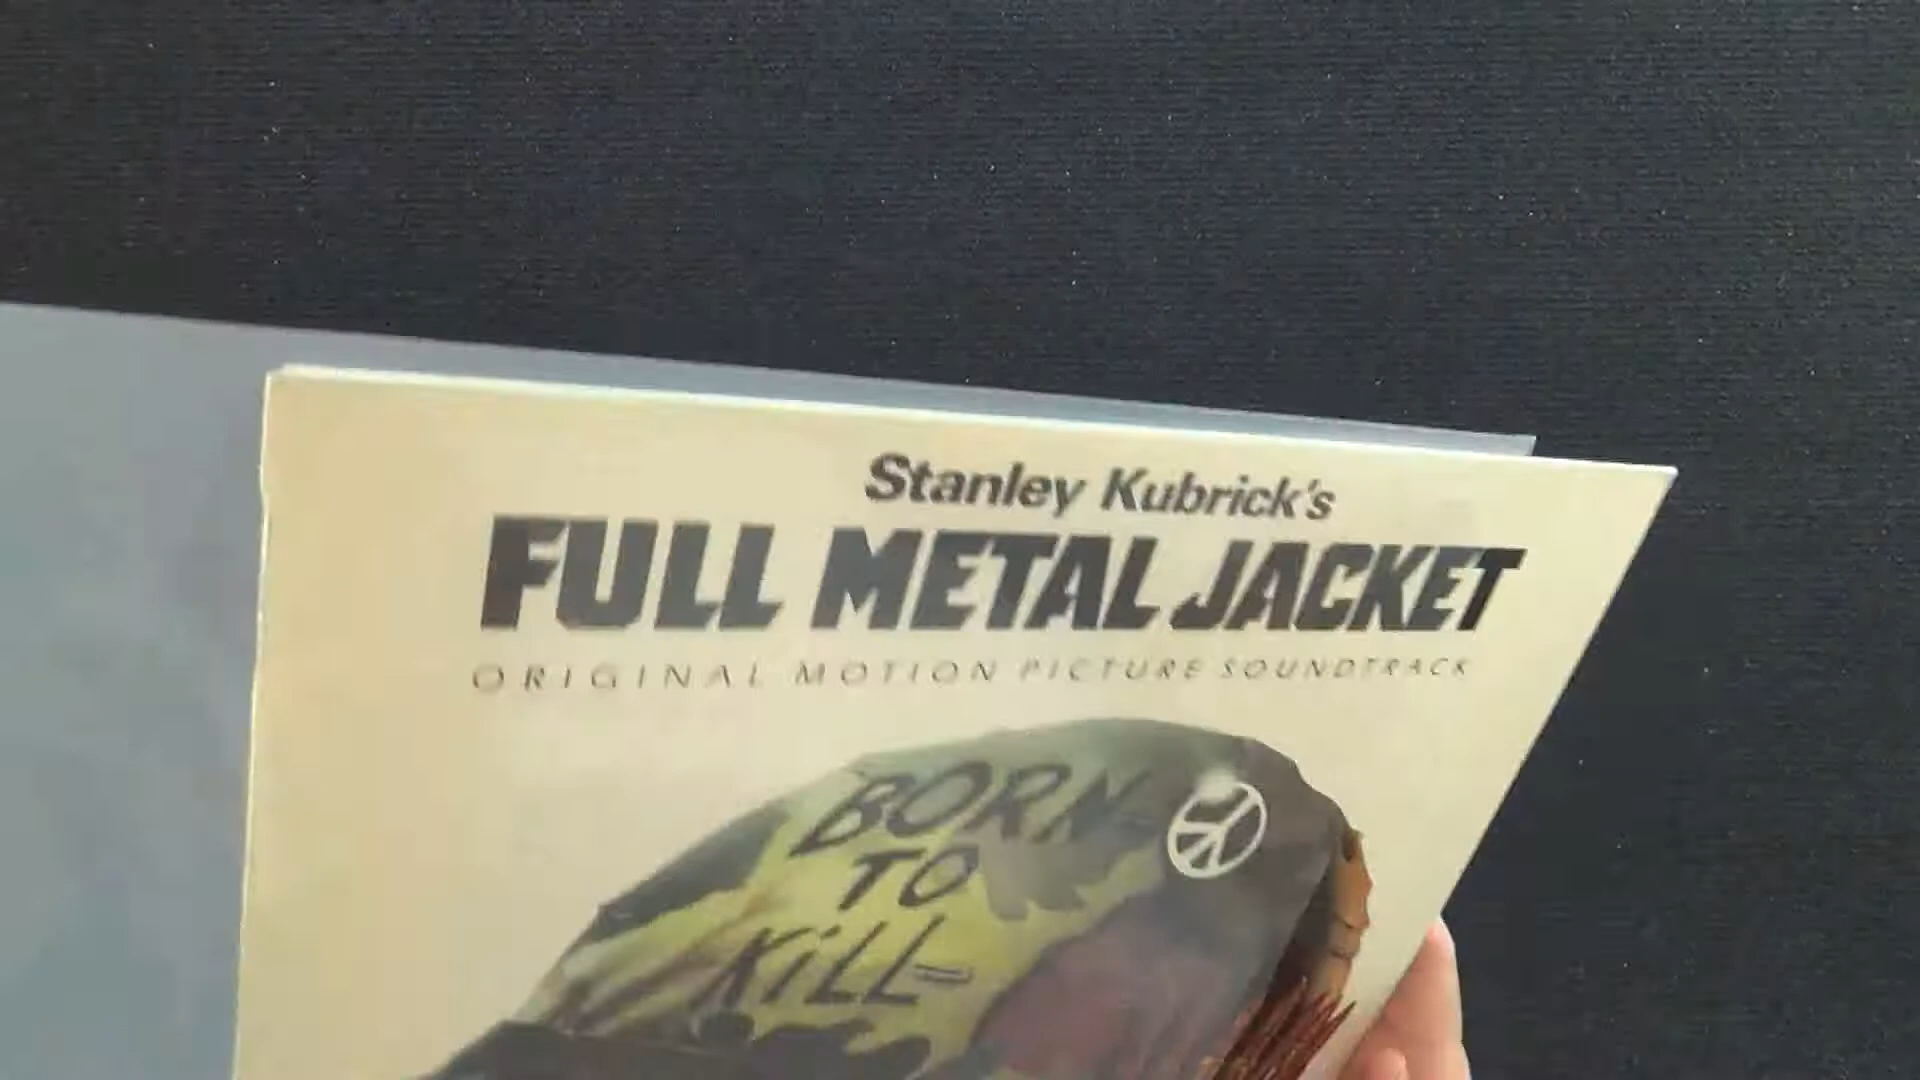 Stanley Kubrick's
FULL METAL JACKET
ORIGINAL MOTION PICTURE SOUNDTRACK
BORN
TO
KiLL